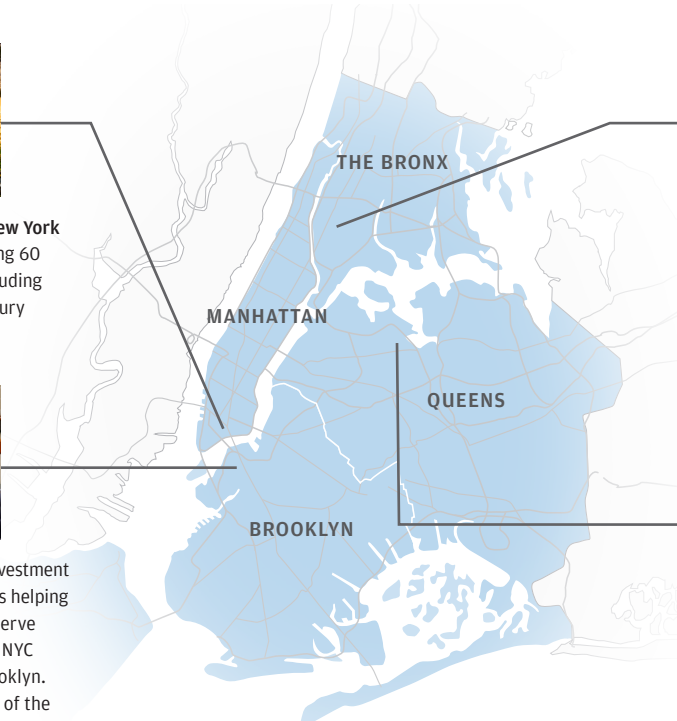 THE BRONX
MANHATTAN
QUEENS
BROOKLYN
ew York
ng 60
uding
ury
vestment
s helping
erve
NYC
oklyn.
of the